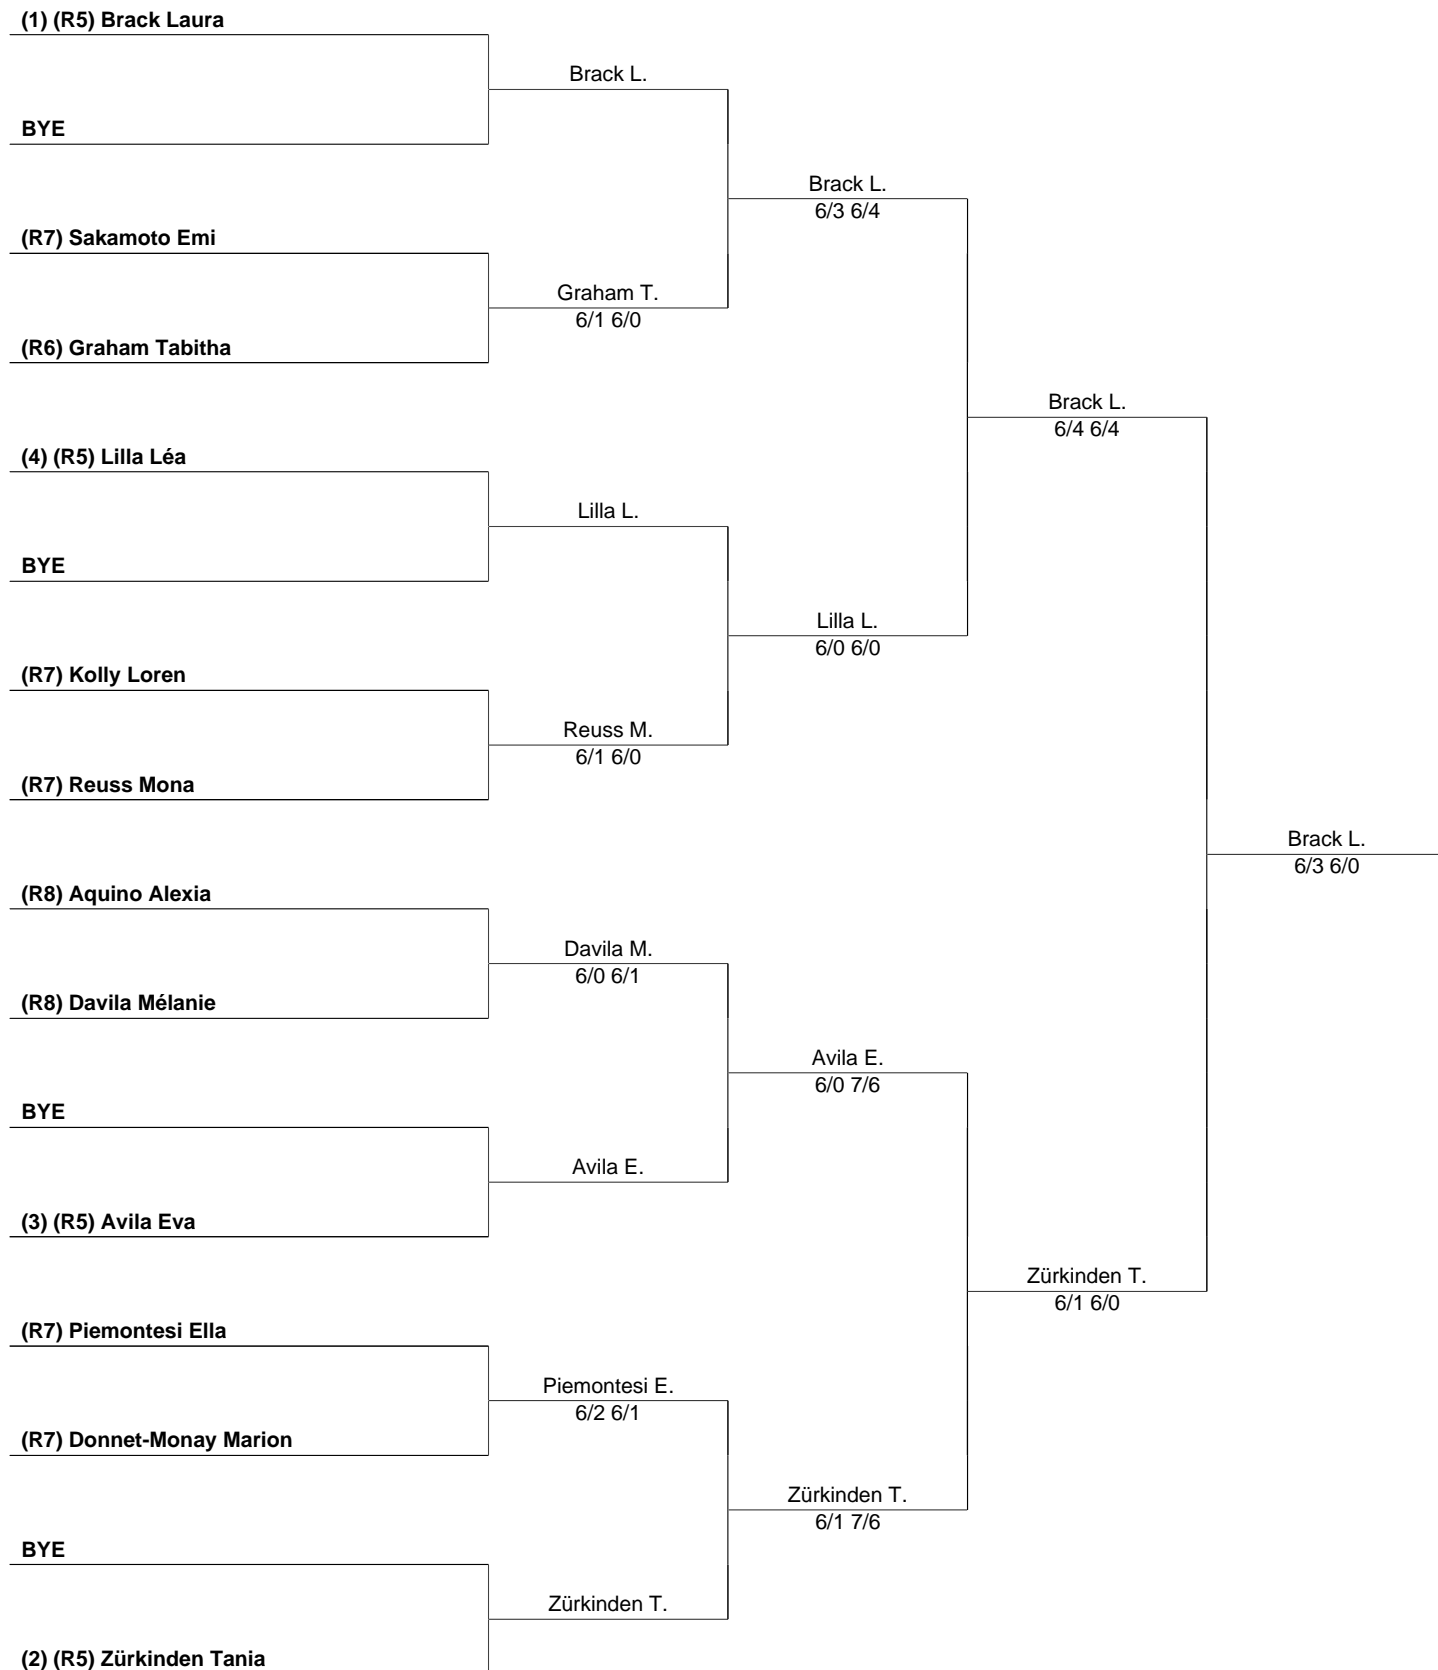 (1) (R5) Brack Laura
Brack L.
BYE
Brack L.
6/3 6/4
(R7) Sakamoto Emi
Graham T.
6/1 6/0
(R6) Graham Tabitha
Brack L.
6/4 6/4
(4) (R5) Lilla Léa
Lilla L.
BYE
Lilla L.
6/0 6/0
(R7) Kolly Loren
Reuss M.
6/1 6/0
(R7) Reuss Mona
Brack L.
6/3 6/0
(R8) Aquino Alexia
Davila M.
6/0 6/1
(R8) Davila Mélanie
Avila E.
6/0 7/6
BYE
Avila E.
(3) (R5) Avila Eva
Zürkinden T.
6/1 6/0
(R7) Piemontesi Ella
Piemontesi E.
6/2 6/1
(R7) Donnet-Monay Marion
Zürkinden T.
6/1 7/6
BYE
Zürkinden T.
(2) (R5) Zürkinden Tania